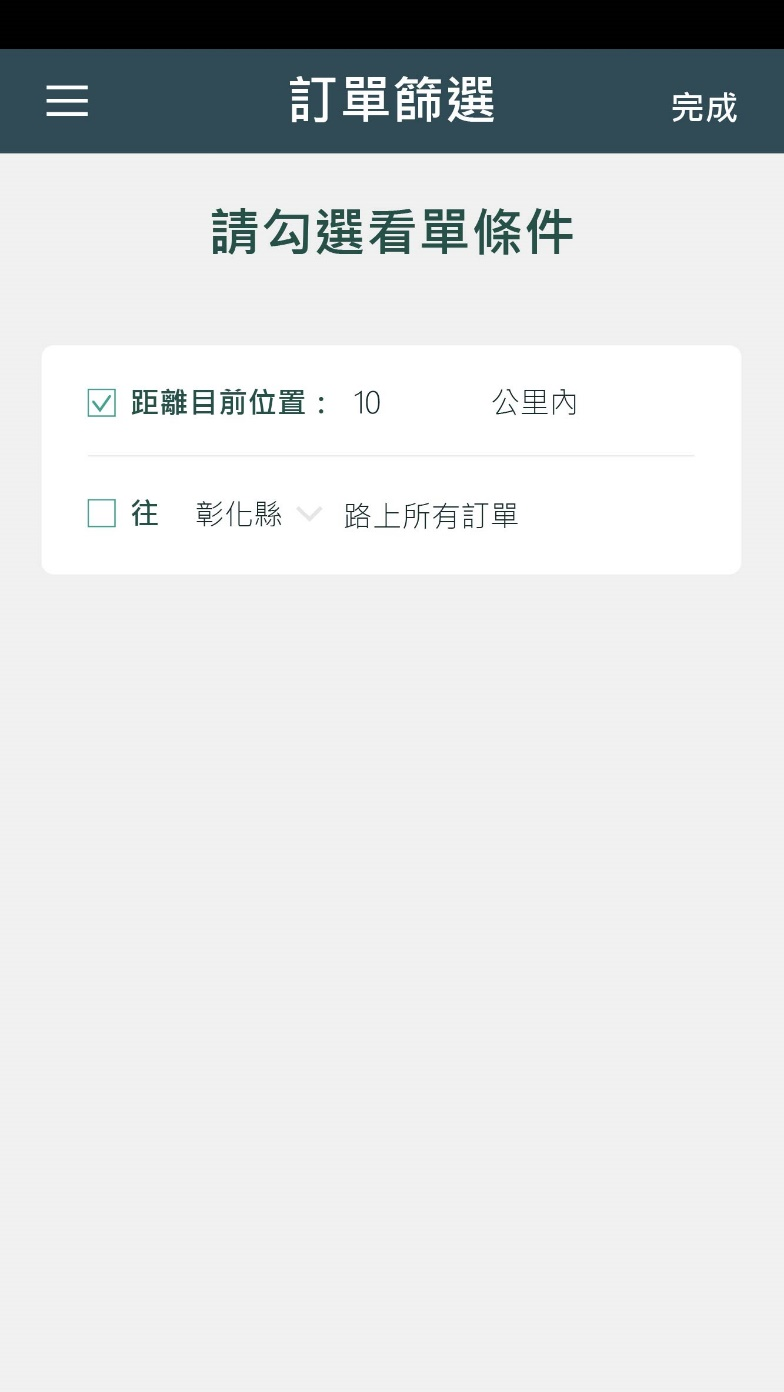 訂單篩選
完成
請勾選看單條件
距離目前位置： 10 公里內
往 彰化縣 路上所有訂單